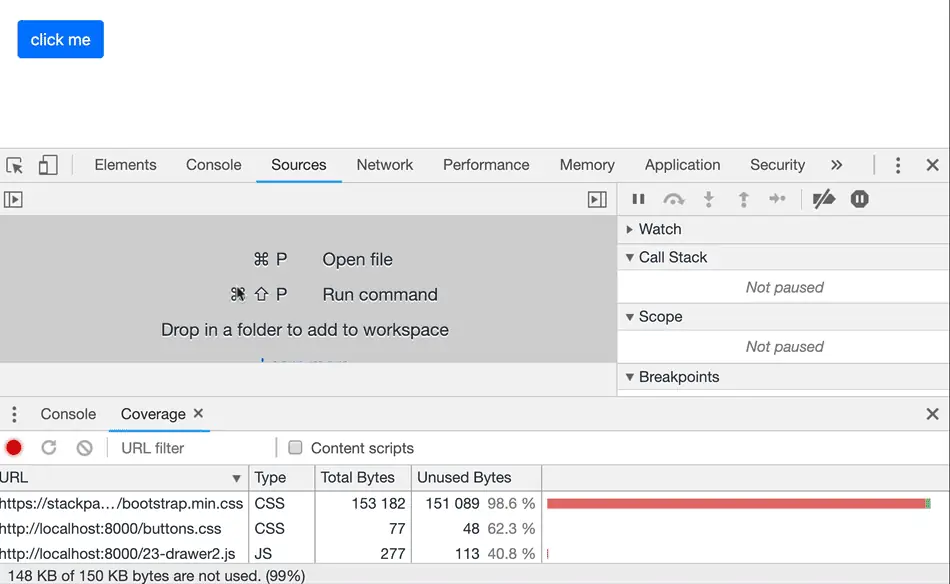 click me
Elements Console Sources Network Performance Memory Application Security »
Watch
⌘ P Open file
Call Stack
Not paused
⌘ ⇧ P Run command
Scope
Drop in a folder to add to workspace
Not paused
Breakpoints
Console Coverage ×
URL filter Content scripts
URL Type Total Bytes Unused Bytes
https://stackpa…/bootstrap.min.css CSS 153 182 151 089 98.6 %
http://localhost:8000/buttons.css CSS 77 48 62.3 %
http://localhost:8000/23-drawer2.js JS 277 113 40.8 %
148 KB of 150 KB bytes are not used. (99%)